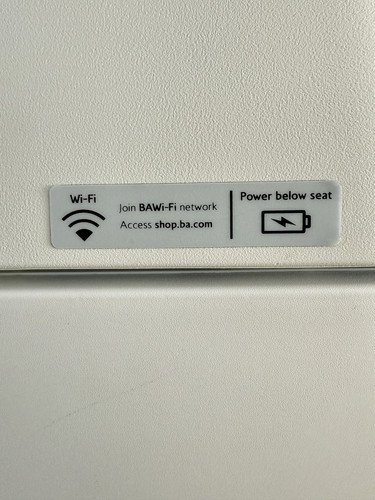 Wi-Fi
Join BAWi-Fi network
Access shop.ba.com
Power below seat